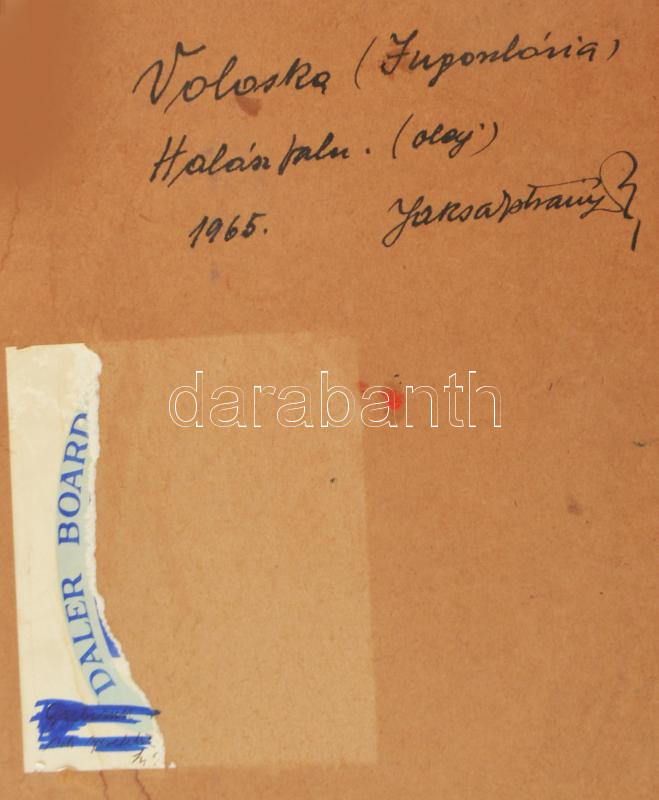 Voloska (Jugoszlávia)
Halászfalu. (olaj)
1965. Jaksa István
darabanth
DALER BOARD